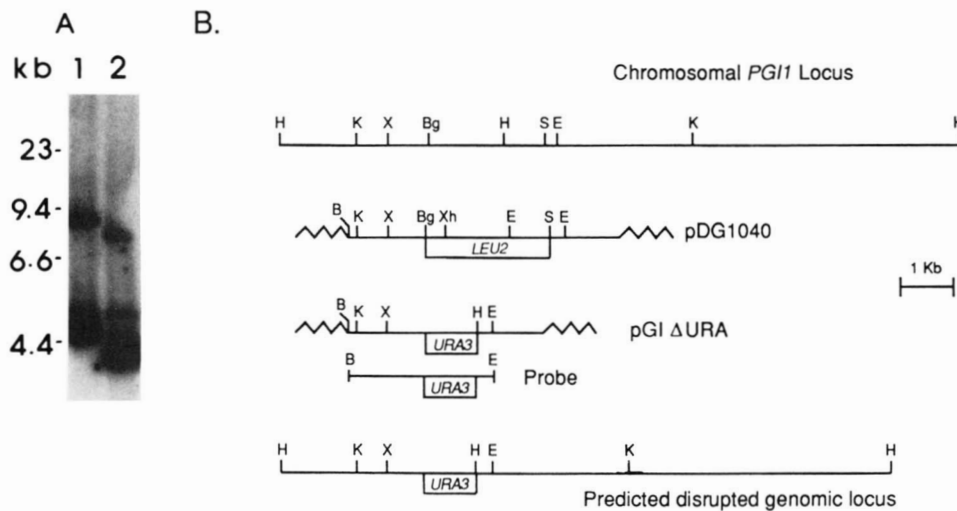 A
B.
kb 1 2
23-
9.4-
6.6-
4.4-
Chromosomal PGI1 Locus
H K X Bg H S E K H
B K X Bg Xh E S E
LEU2
pDG1040
1 Kb
B K X H E
URA3
pGI ΔURA
B E
URA3
Probe
H K X H E K H
URA3
Predicted disrupted genomic locus